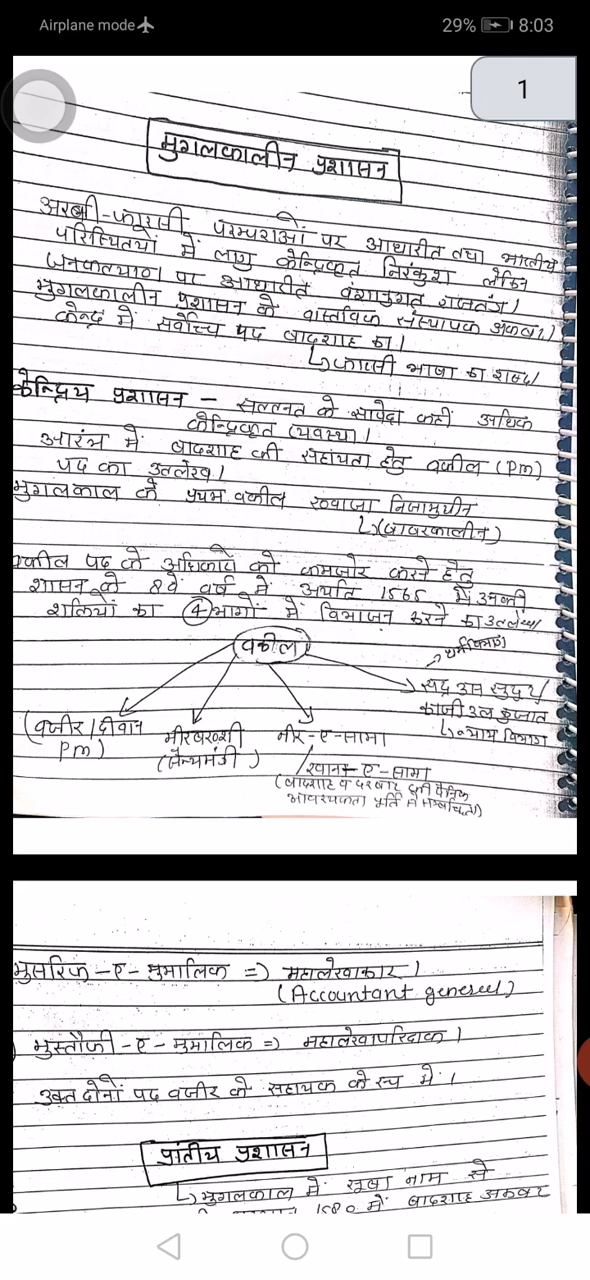 Airplane mode
29% 8:03
1
मुगलकालीन प्रशासन
अरबी-फारसी परम्पराओं पर आधारीत तथा भारतीय
परिस्थितयों में लागु केन्द्रिकृत निरंकुश लेकिन
जनकल्याण पर आधारीत वंशानुगत राजतंत्र।
मुगलकालीन प्रशासन के वास्तविक संस्थापक अकबर।
केन्द्र में सर्वोच्च पद बादशाह का।
फारसी भाषा का शब्द।
केन्द्रिय प्रशासन – सल्तनत के सापेक्ष कहीं अधिक
केन्द्रिकृत व्यवस्था।
आरंभ में बादशाह की सहायता हेतु वकील (Pm)
पद का उल्लेख।
मुगलकाल के प्रथम वकील ख्वाजा निजामुद्दीन
(बाबरकालीन)
वकील पद के अधिकारों को कमजोर करने हेतु
शासन के 8वें वर्ष में अर्थात 1565 में उनकी
शक्तियों का 4 भागों में विभाजन करने का उल्लेख।
वकील
धर्म विभाग
(वजीर/दीवान
Pm)
मीरबख्शी
(सैन्यमंत्री)
मीर-ए-सामा
सद्र उस सुदुर/
काजी उल कुजात
न्याय विभाग
खान-ए-सामा
(बादशाह व दरबार की दैनिक
आवश्यकता पूर्ति से सम्बंधित)
मुसरिफ-ए-मुमालिक => महालेखाकार।
(Accountant genereel)
मुस्तौफी-ए-मुमालिक => महालेखापरिक्षक।
उक्त दोनों पद वजीर के सहायक के रूप में।
प्रांतीय प्रशासन
मुगलकाल में सूबा नाम से
1580 में बादशाह अकबर